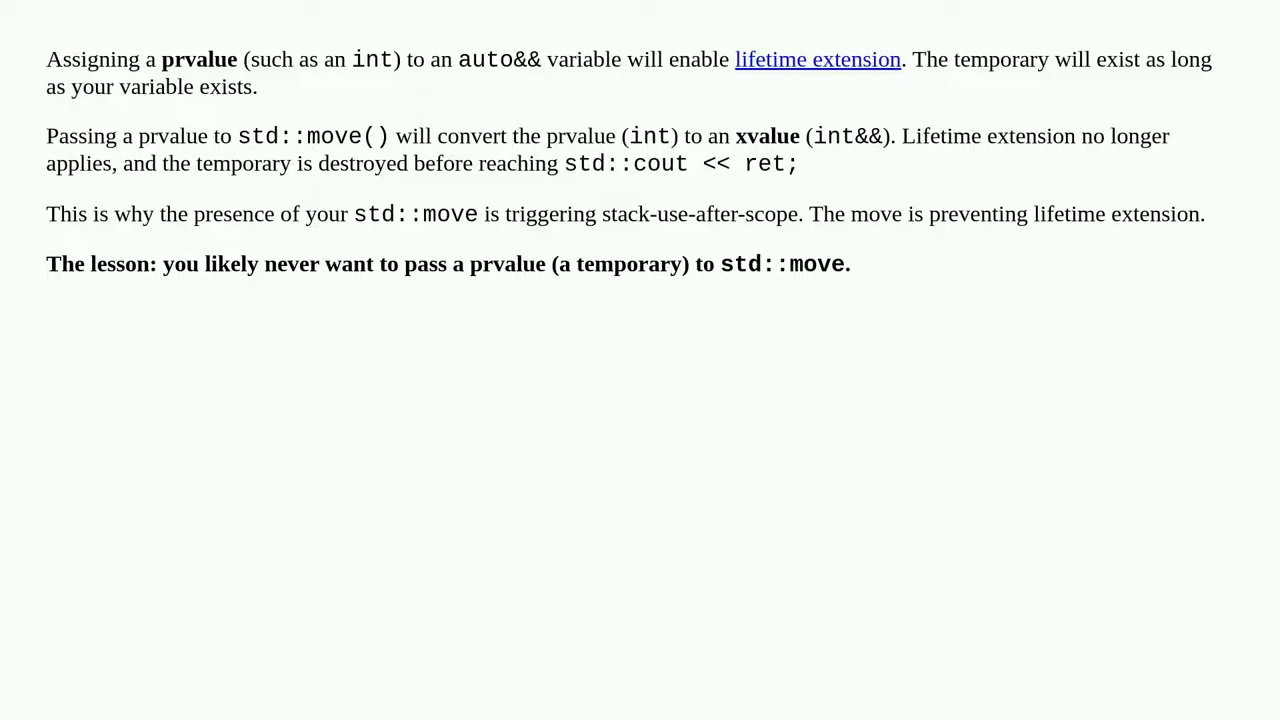 Assigning a prvalue (such as an int) to an auto&& variable will enable lifetime extension. The temporary will exist as long
as your variable exists.
Passing a prvalue to std::move() will convert the prvalue (int) to an xvalue (int&&). Lifetime extension no longer
applies, and the temporary is destroyed before reaching std::cout << ret;
This is why the presence of your std::move is triggering stack-use-after-scope. The move is preventing lifetime extension.
The lesson: you likely never want to pass a prvalue (a temporary) to std::move.